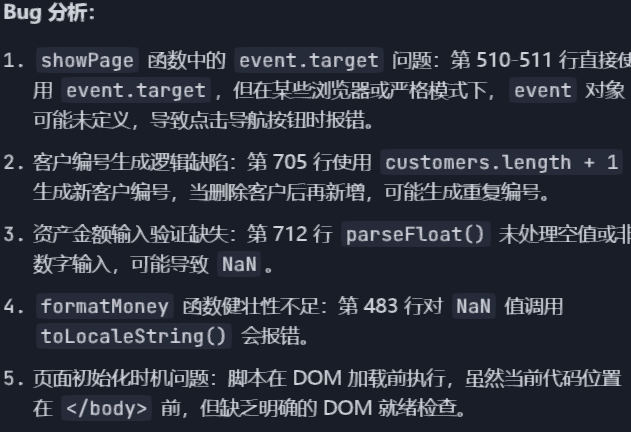 Bug 分析：
1. showPage 函数中的 event.target 问题：第 510-511 行直接使
用 event.target，但在某些浏览器或严格模式下， event 对象
可能未定义，导致点击导航按钮时报错。
2. 客户编号生成逻辑缺陷：第 705 行使用 customers.length + 1
生成新客户编号，当删除客户后再新增，可能生成重复编号。
3. 资产金额输入验证缺失：第 712 行 parseFloat() 未处理空值或非
数字输入，可能导致 NaN。
4. formatMoney 函数健壮性不足：第 483 行对 NaN 值调用
toLocaleString() 会报错。
5. 页面初始化时机问题：脚本在 DOM 加载前执行，虽然当前代码位置
在 </body> 前，但缺乏明确的 DOM 就绪检查。